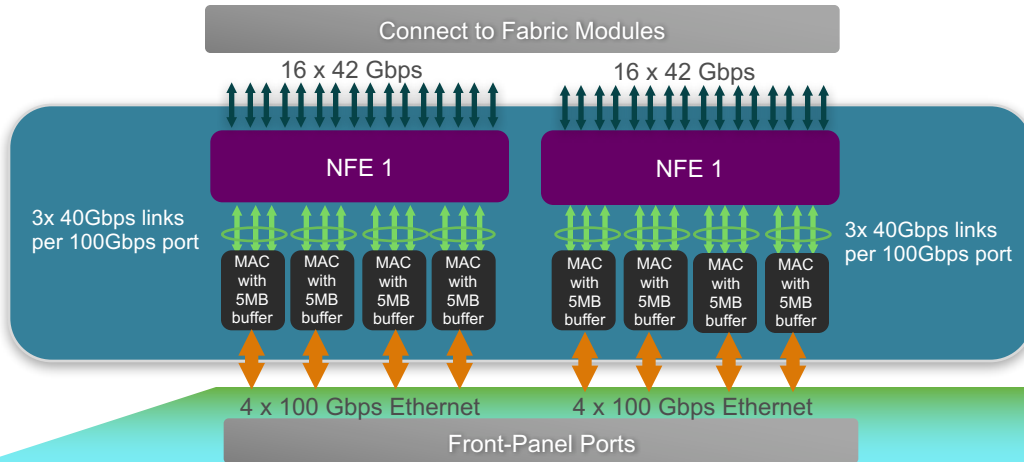 Connect to Fabric Modules
16 x 42 Gbps
16 x 42 Gbps
NFE 1
NFE 1
3x 40Gbps links
per 100Gbps port
3x 40Gbps links
per 100Gbps port
MAC
with
5MB
buffer
MAC
with
5MB
buffer
MAC
with
5MB
buffer
MAC
with
5MB
buffer
MAC
with
5MB
buffer
MAC
with
5MB
buffer
MAC
with
5MB
buffer
MAC
with
5MB
buffer
4 x 100 Gbps Ethernet
4 x 100 Gbps Ethernet
Front-Panel Ports